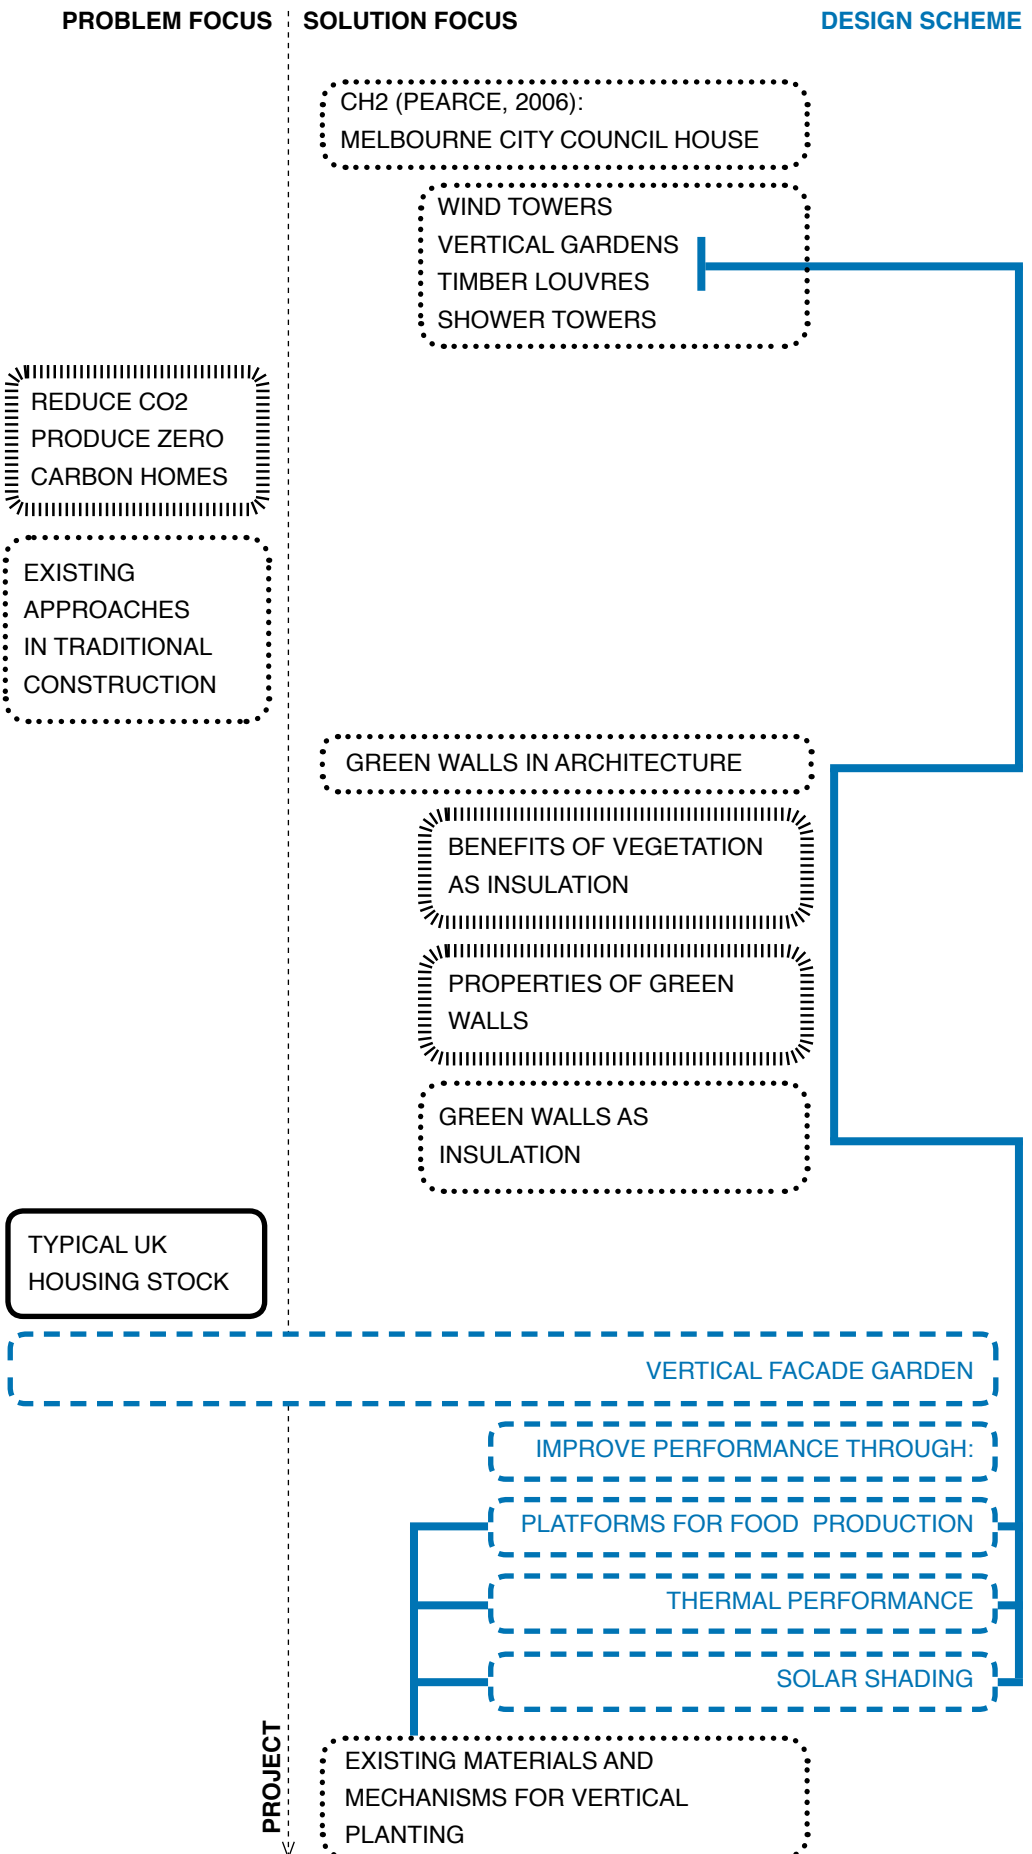 PROBLEM FOCUS
SOLUTION FOCUS
DESIGN SCHEME
CH2 (PEARCE, 2006):
MELBOURNE CITY COUNCIL HOUSE
WIND TOWERS
VERTICAL GARDENS
TIMBER LOUVRES
SHOWER TOWERS
REDUCE CO2
PRODUCE ZERO
CARBON HOMES
EXISTING
APPROACHES
IN TRADITIONAL
CONSTRUCTION
GREEN WALLS IN ARCHITECTURE
BENEFITS OF VEGETATION
AS INSULATION
PROPERTIES OF GREEN
WALLS
GREEN WALLS AS
INSULATION
TYPICAL UK
HOUSING STOCK
VERTICAL FACADE GARDEN
IMPROVE PERFORMANCE THROUGH:
PLATFORMS FOR FOOD PRODUCTION
THERMAL PERFORMANCE
SOLAR SHADING
PROJECT
EXISTING MATERIALS AND
MECHANISMS FOR VERTICAL
PLANTING